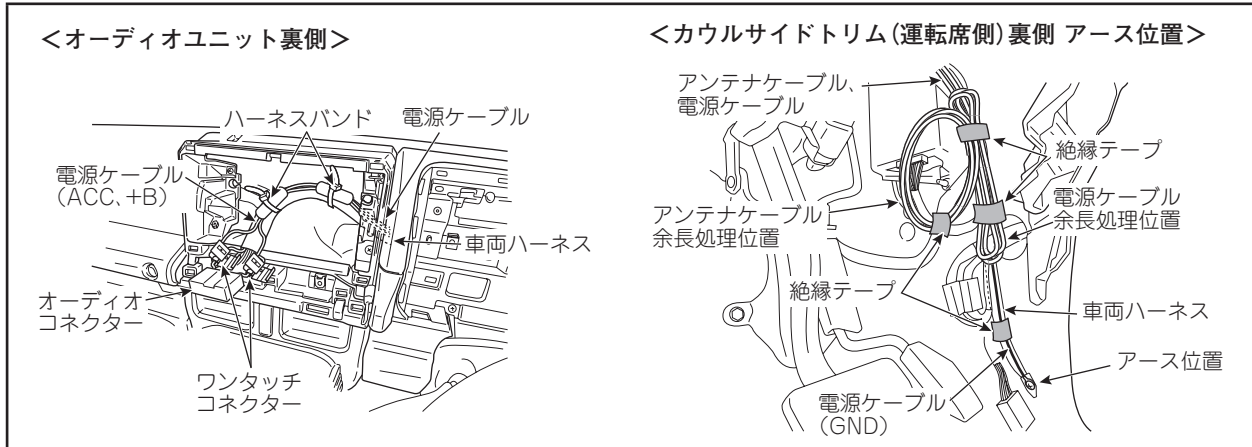 ＜オーディオユニット裏側＞
ハーネスバンド
電源ケーブル
電源ケーブル
(ACC、+B)
車両ハーネス
オーディオ
コネクター
ワンタッチ
コネクター
＜カウルサイドトリム(運転席側)裏側 アース位置＞
アンテナケーブル、
電源ケーブル
絶縁テープ
電源ケーブル
余長処理位置
アンテナケーブル
余長処理位置
絶縁テープ
車両ハーネス
アース位置
電源ケーブル
(GND)